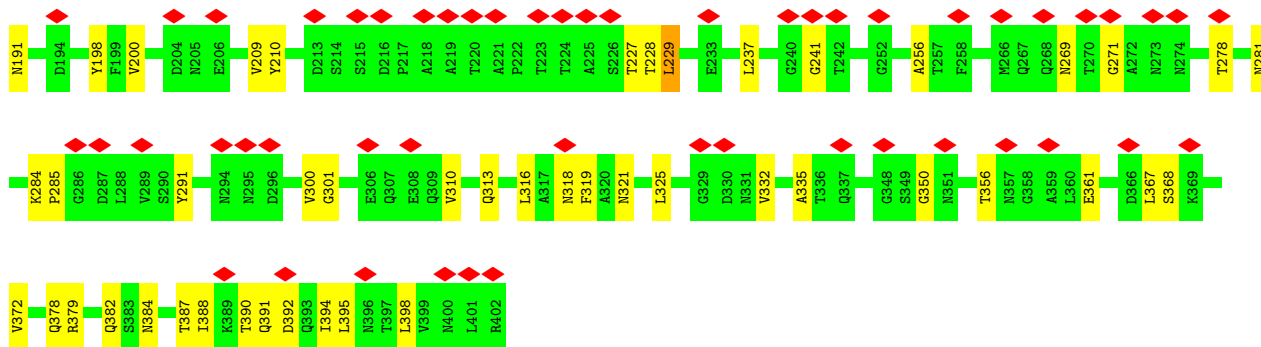 N191 D194 Y198 F199 V200 D204 N205 E206 V209 Y210 D213 S214 S215 D216 P217 A218 A219 T220 A221 P222 T223 T224 A225 S226 T227 T228 L229 E233 L237 G240 G241 T242 G252 A256 T257 F258 M266 Q267 Q268 N269 T270 G271 A272 N273 N274 T278 N281
K284 P285 G286 D287 L288 V289 S290 Y291 N294 N295 D296 V300 G301 E306 Q307 E308 Q309 V310 Q313 L316 A317 N318 F319 A320 N321 L325 G329 D330 N331 V332 A335 T336 Q337 G348 S349 G350 N351 T356 N357 G358 A359 L360 E361 D366 L367 S368 K369
V372 Q378 R379 Q382 S383 N384 T387 I388 K389 T390 Q391 D392 Q393 I394 L395 N396 T397 L398 V399 N400 L401 R402